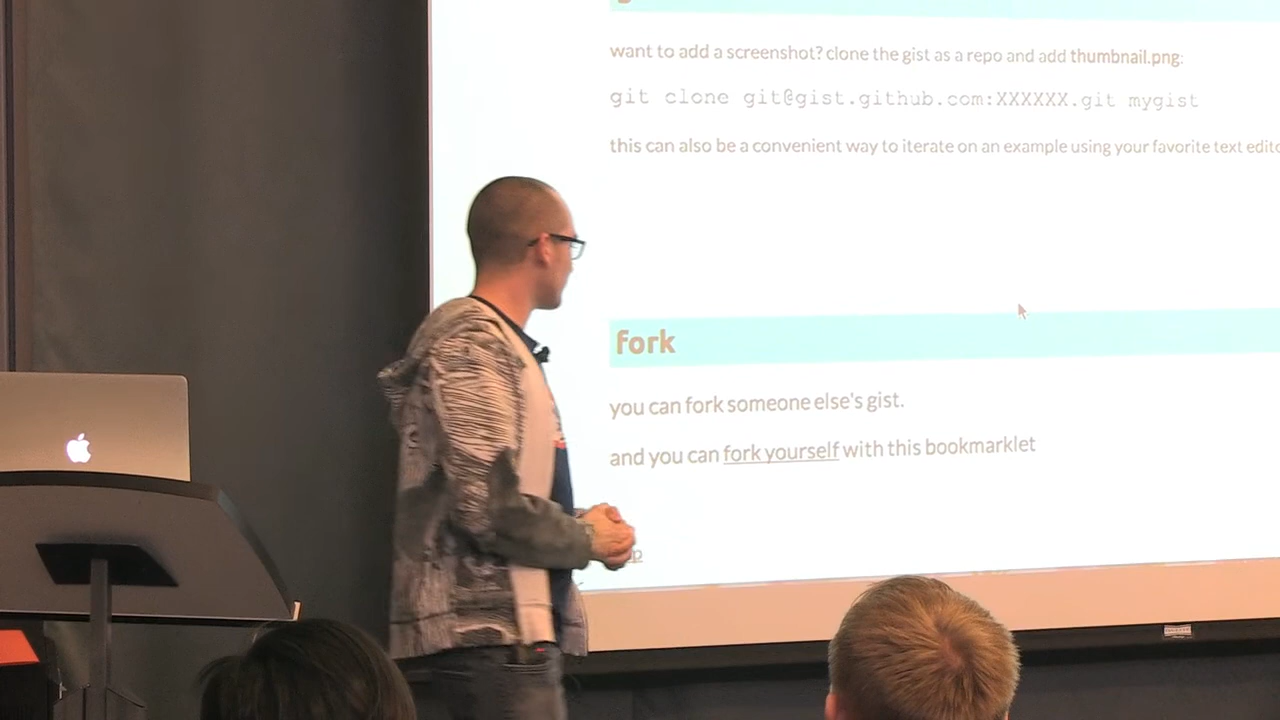 want to add a screenshot? clone the gist as a repo and add thumbnail.png:
git clone git@gist.github.com:XXXXXX.git mygist
this can also be a convenient way to iterate on an example using your favorite text
fork
you can fork someone else's gist.
and you can fork yourself with this bookmarklet